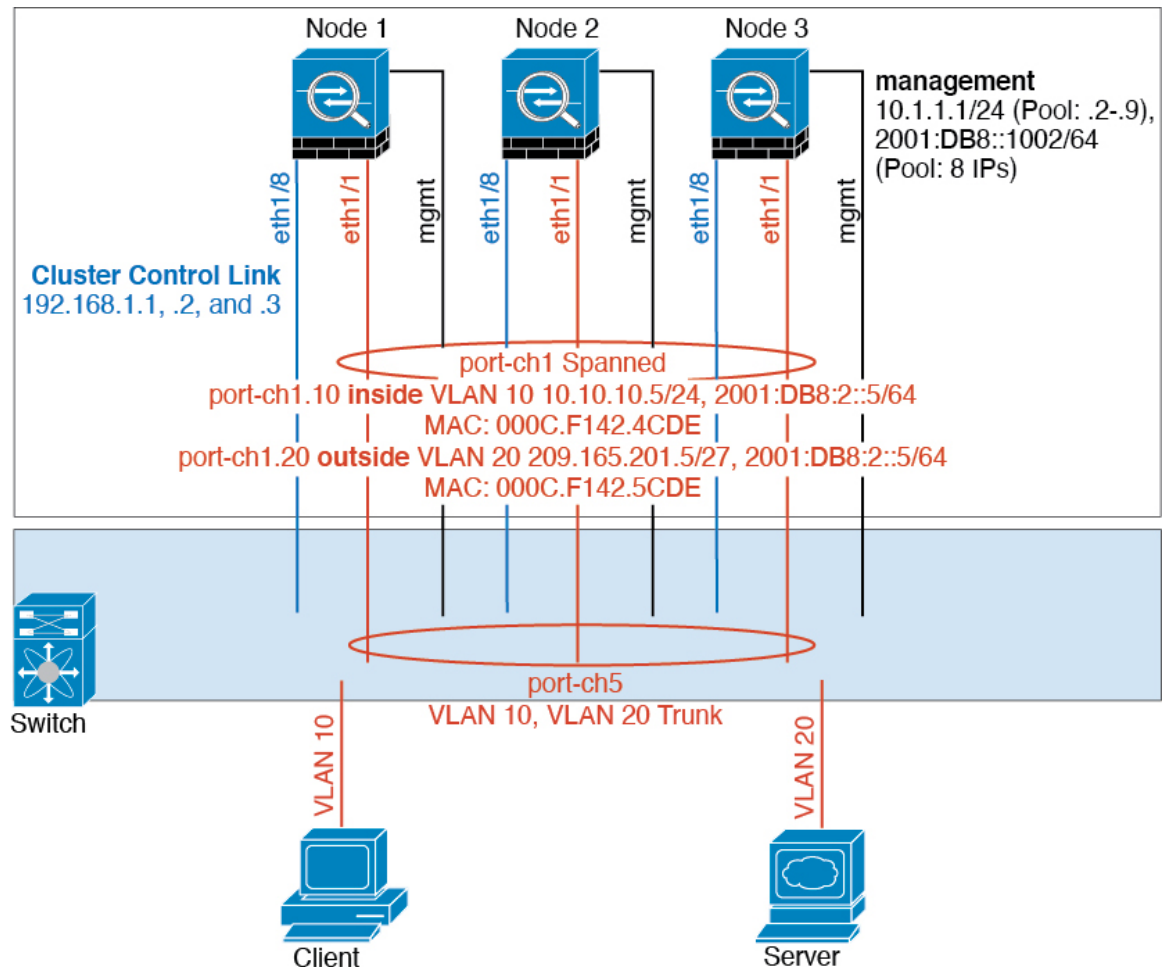 Node 1
Node 2
Node 3
management
10.1.1.1/24 (Pool: .2-.9),
2001:DB8::1002/64
(Pool: 8 IPs)
eth1/8
eth1/1
mgmt
eth1/8
eth1/1
mgmt
eth1/8
eth1/1
mgmt
Cluster Control Link
192.168.1.1, .2, and .3
port-ch1 Spanned
port-ch1.10 inside VLAN 10 10.10.10.5/24, 2001:DB8:2::5/64
MAC: 000C.F142.4CDE
port-ch1.20 outside VLAN 20 209.165.201.5/27, 2001:DB8:2::5/64
MAC: 000C.F142.5CDE
port-ch5
VLAN 10, VLAN 20 Trunk
Switch
VLAN 10
VLAN 20
Client
Server